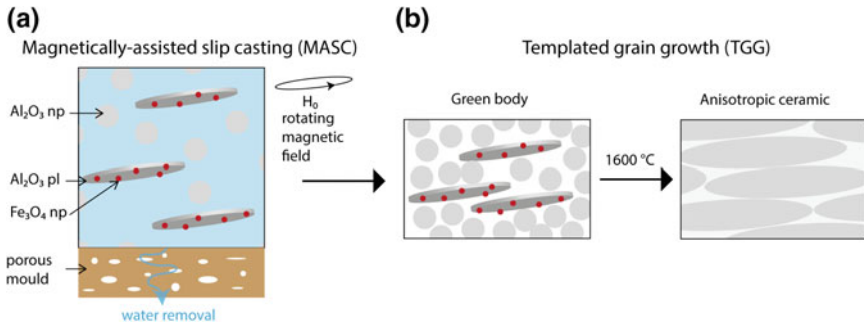 (a)
Magnetically-assisted slip casting (MASC)
Al₂O₃ np
Al₂O₃ pl
Fe₃O₄ np
porous
mould
water removal
H₀
rotating
magnetic
field
(b)
Templated grain growth (TGG)
Green body
1600 °C
Anisotropic ceramic